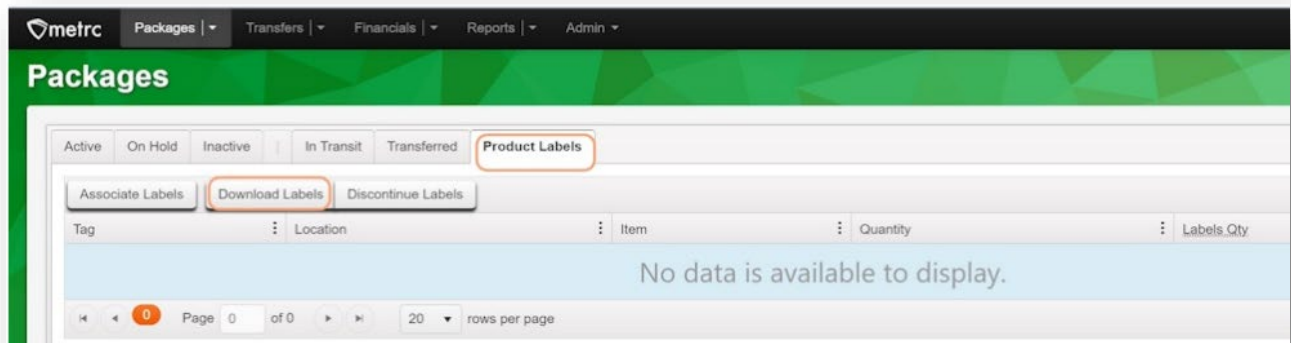 metrc Packages | Transfers | Financials | Reports | Admin
Packages
Active On Hold Inactive In Transit Transferred Product Labels
Associate Labels Download Labels Discontinue Labels
Tag Location Item Quantity Labels Qty
No data is available to display.
0 Page 0 of 0 20 rows per page